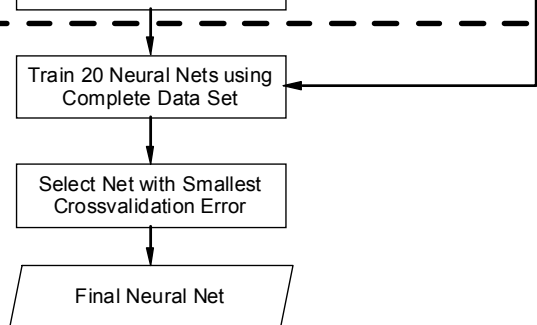 Train 20 Neural Nets using
Complete Data Set
Select Net with Smallest
Crossvalidation Error
Final Neural Net